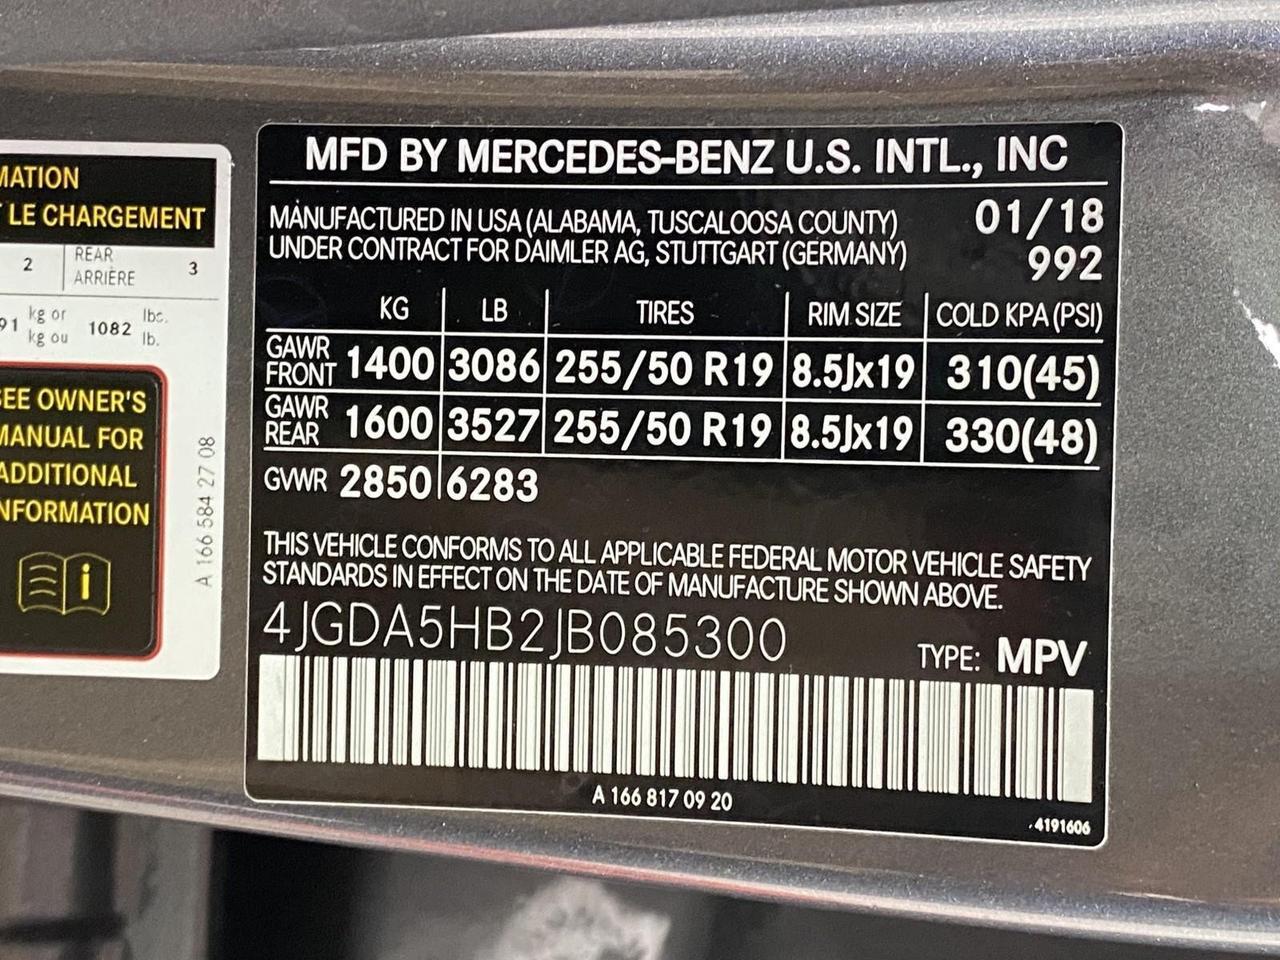 MATION
LE CHARGEMENT
2 REAR ARRIÈRE 3
91 kg or kg ou 1082 lbs. lb.
SEE OWNER'S
MANUAL FOR
ADDITIONAL
INFORMATION
i
A 166 584 27 08
MFD BY MERCEDES-BENZ U.S. INTL., INC
MANUFACTURED IN USA (ALABAMA, TUSCALOOSA COUNTY) 01/18
UNDER CONTRACT FOR DAIMLER AG, STUTTGART (GERMANY) 992
KG LB TIRES RIM SIZE COLD KPA (PSI)
GAWR FRONT 1400 3086 255/50 R19 8.5Jx19 310(45)
GAWR REAR 1600 3527 255/50 R19 8.5Jx19 330(48)
GVWR 2850 6283
THIS VEHICLE CONFORMS TO ALL APPLICABLE FEDERAL MOTOR VEHICLE SAFETY
STANDARDS IN EFFECT ON THE DATE OF MANUFACTURE SHOWN ABOVE.
4JGDA5HB2JB085300 TYPE: MPV
A 166 817 09 20
4191606